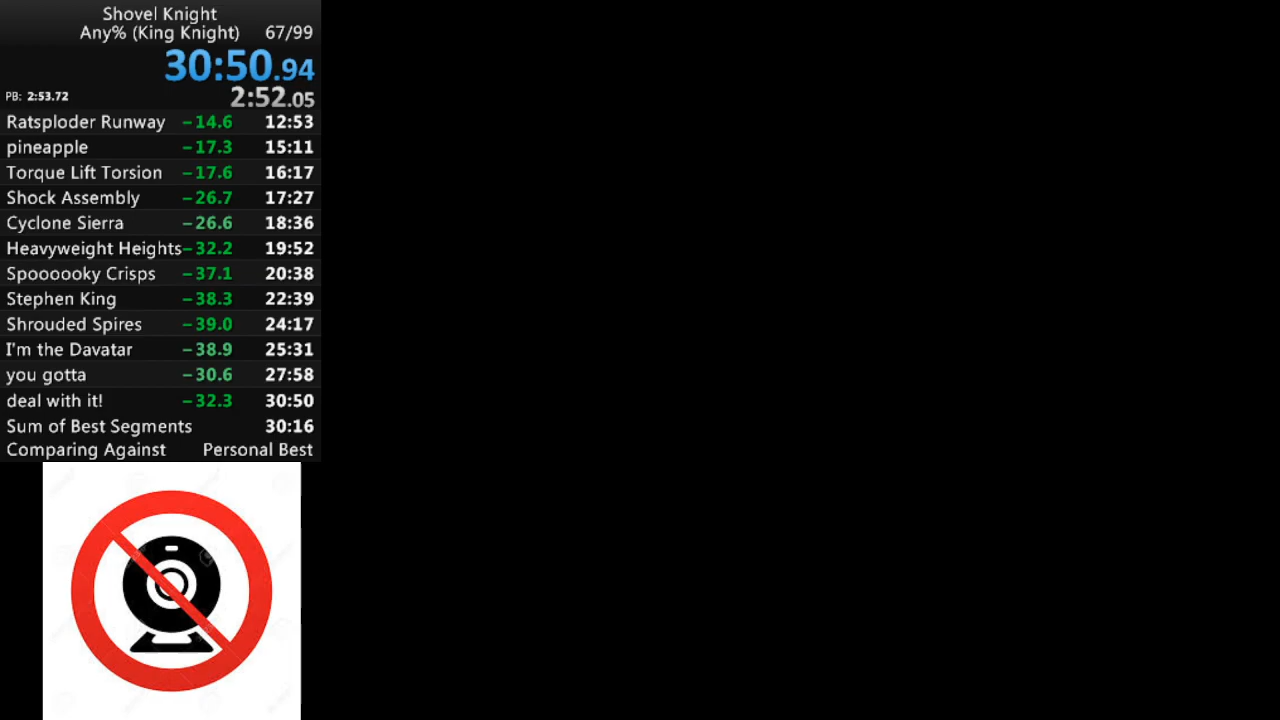 Shovel Knight
Any% (King Knight) 67/99
30:50.94
PB: 2:53.72 2:52.05
Ratsploder Runway -14.6 12:53
pineapple -17.3 15:11
Torque Lift Torsion -17.6 16:17
Shock Assembly -26.7 17:27
Cyclone Sierra -26.6 18:36
Heavyweight Heights -32.2 19:52
Spoooooky Crisps -37.1 20:38
Stephen King -38.3 22:39
Shrouded Spires -39.0 24:17
I'm the Davatar -38.9 25:31
you gotta -30.6 27:58
deal with it! -32.3 30:50
Sum of Best Segments 30:16
Comparing Against Personal Best